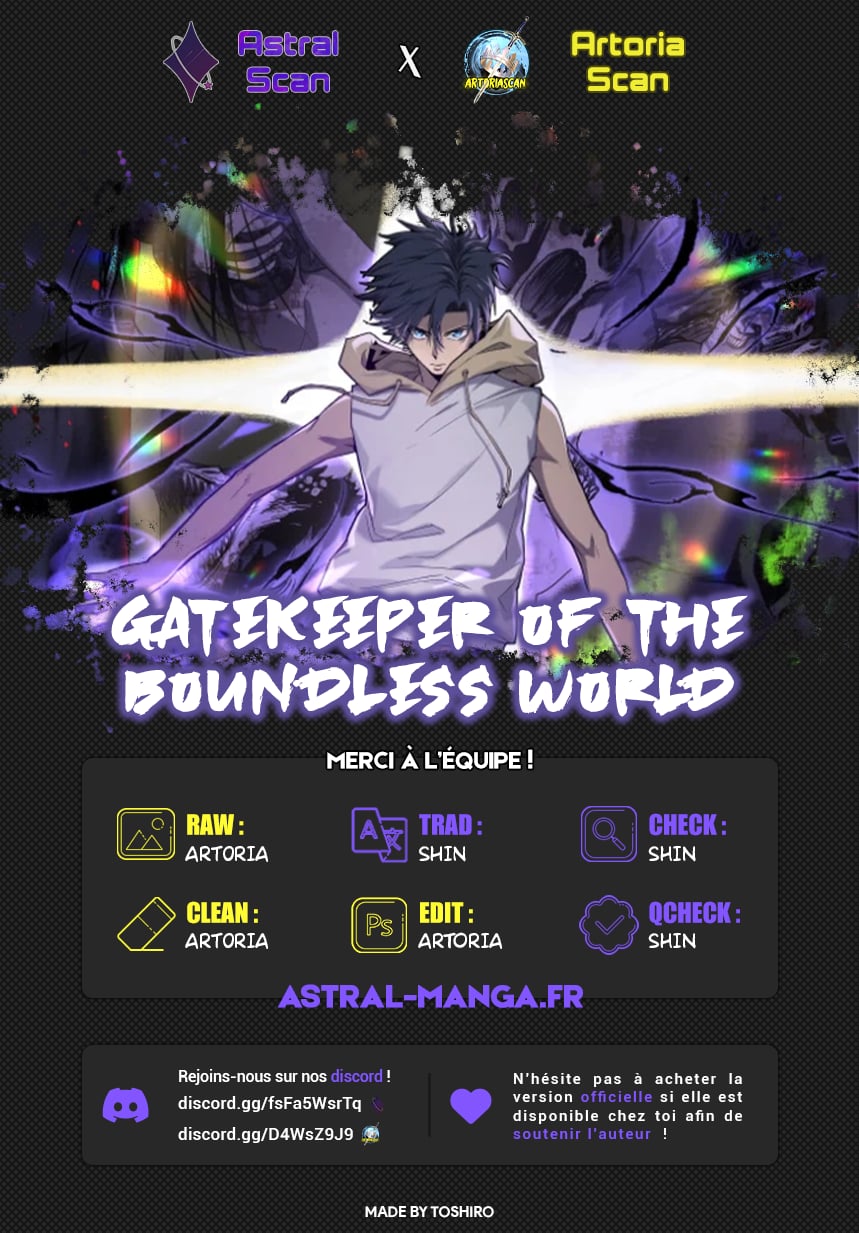 Astral
Scan
X
ARTORIASCAN
Artoria
Scan
GATEKEEPER OF THE
BOUNDLESS WORLD
MERCI À L'ÉQUIPE !
RAW :
ARTORIA
TRAD :
SHIN
CHECK :
SHIN
CLEAN :
ARTORIA
Ps
EDIT :
ARTORIA
QCHECK :
SHIN
ASTRAL-MANGA.FR
Rejoins-nous sur nos discord !
discord.gg/fsFa5WsrTq
discord.gg/D4WsZ9J9
N'hésite pas à acheter la
version officielle si elle est
disponible chez toi afin de
soutenir l'auteur !
MADE BY TOSHIRO